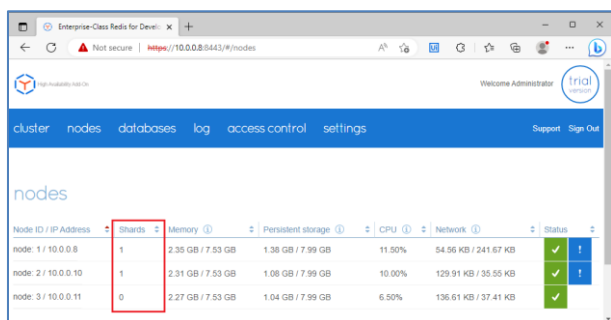 Enterprise-Class Redis for Develo
Not secure | https://10.0.0.8:8443/#/nodes
High-Availability Add-On
Welcome Administrator
trial
version
cluster nodes databases log access control settings
Support Sign Out
nodes
Node ID / IP Address Shards Memory Persistent storage CPU Network Status
node: 1 / 10.0.0.8 1 2.35 GB / 7.53 GB 1.38 GB / 7.99 GB 11.50% 54.56 KB / 241.67 KB
node: 2 / 10.0.0.10 1 2.31 GB / 7.53 GB 1.08 GB / 7.99 GB 10.00% 129.91 KB / 35.55 KB
node: 3 / 10.0.0.11 0 2.27 GB / 7.53 GB 1.04 GB / 7.99 GB 6.50% 136.61 KB / 37.41 KB